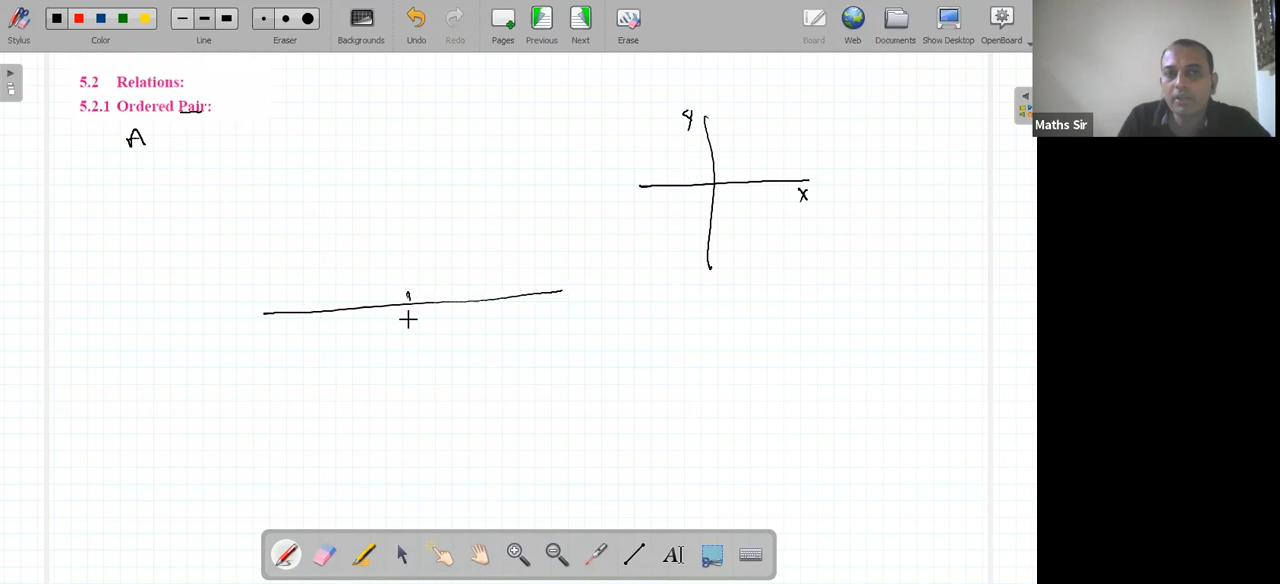 Stylus
Color
Line
Eraser
Backgrounds
Undo
Redo
Pages
Previous
Next
Erase
Board
Web
Documents
Show Desktop
OpenBoard
5.2 Relations:
5.2.1 Ordered Pair:
A
y
x
Maths Sir